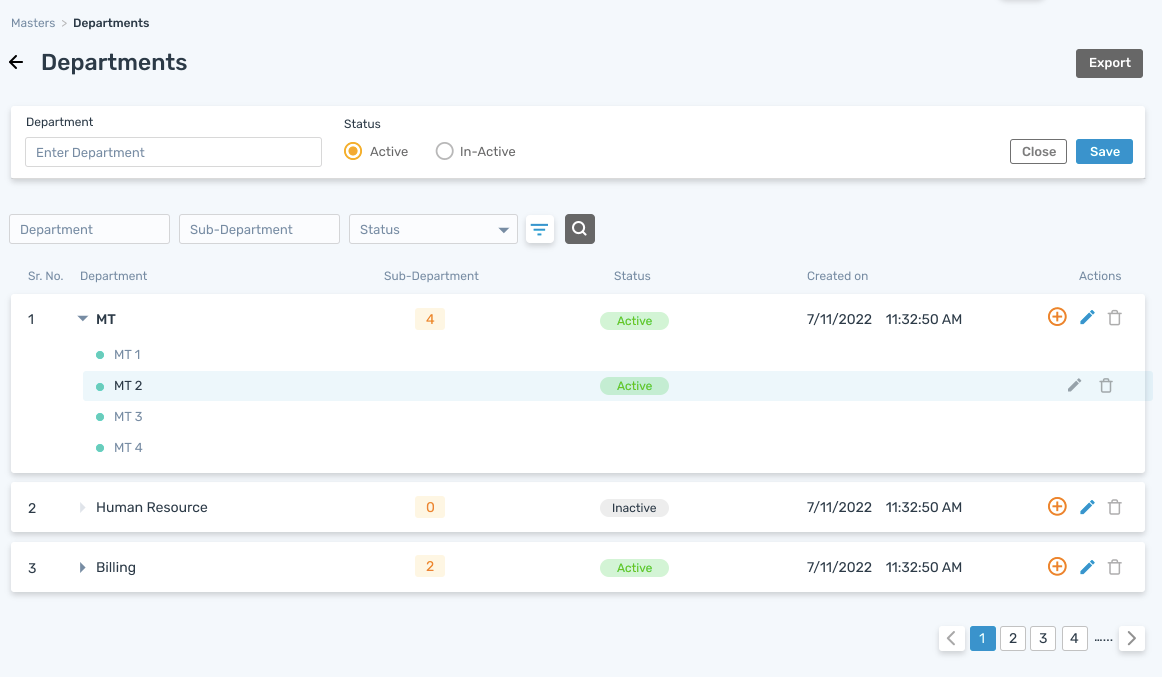 Masters > Departments
Departments
Export
Department
Status
Enter Department
Active
In-Active
Close
Save
Department
Sub-Department
Status
Sr. No. Department Sub-Department Status Created on Actions
1 MT 4 Active 7/11/2022 11:32:50 AM
MT 1
MT 2 Active
MT 3
MT 4
2 Human Resource 0 Inactive 7/11/2022 11:32:50 AM
3 Billing 2 Active 7/11/2022 11:32:50 AM
1 2 3 4 ......